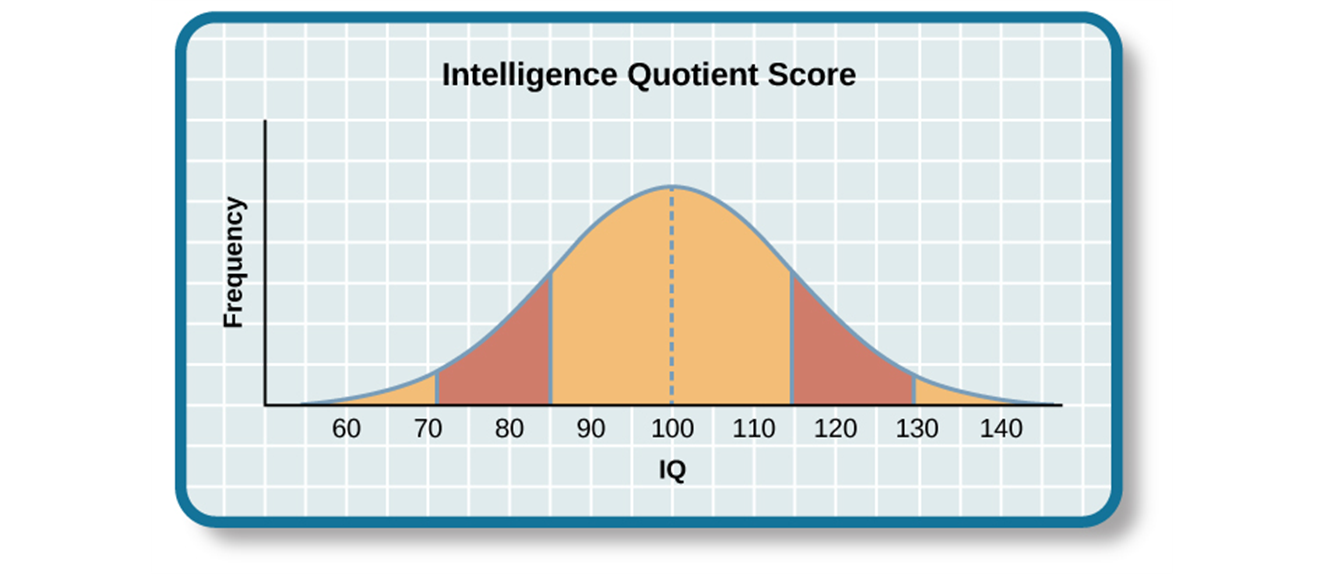 Intelligence Quotient Score
Frequency
60 70 80 90 100 110 120 130 140
IQ